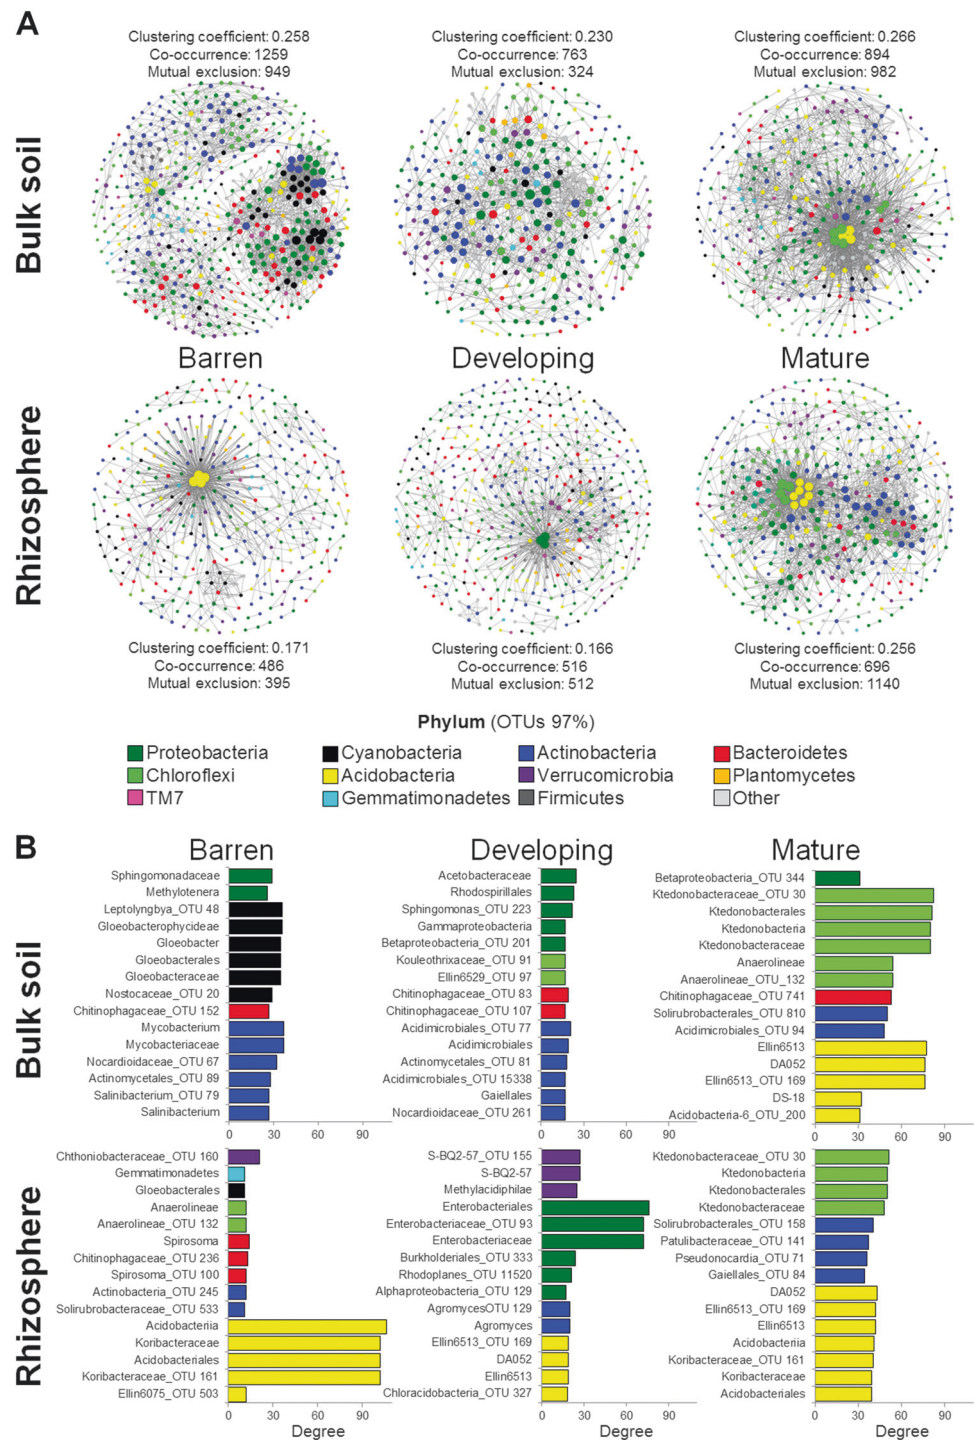 A
Clustering coefficient: 0.258
Co-occurrence: 1259
Mutual exclusion: 949
Clustering coefficient: 0.230
Co-occurrence: 763
Mutual exclusion: 324
Clustering coefficient: 0.266
Co-occurrence: 894
Mutual exclusion: 982
Bulk soil
Barren
Developing
Mature
Rhizosphere
Clustering coefficient: 0.171
Co-occurrence: 486
Mutual exclusion: 395
Clustering coefficient: 0.166
Co-occurrence: 516
Mutual exclusion: 512
Clustering coefficient: 0.256
Co-occurrence: 696
Mutual exclusion: 1140
Phylum (OTUs 97%)
Proteobacteria
Cyanobacteria
Actinobacteria
Bacteroidetes
Chloroflexi
Acidobacteria
Verrucomicrobia
Plantomycetes
TM7
Gemmatimonadetes
Firmicutes
Other
B
Bulk soil
Barren
Sphingomonadaceae
Methylotenera
Leptolyngbya_OTU 48
Gloeobacterophycideae
Gloeobacter
Gloeobacterales
Gloeobacteraceae
Nostocaceae_OTU 20
Chitinophagaceae_OTU 152
Mycobacterium
Mycobacteriaceae
Nocardioidaceae_OTU 67
Actinomycetales_OTU 89
Salinibacterium_OTU 79
Salinibacterium
0 30 60 90
Developing
Acetobacteraceae
Rhodospirillales
Sphingomonas_OTU 223
Gammaproteobacteria
Betaproteobacteria_OTU 201
Kouleothrixaceae_OTU 91
Ellin6529_OTU 97
Chitinophagaceae_OTU 83
Chitinophagaceae_OTU 107
Acidimicrobiales_OTU 77
Acidimicrobiales
Actinomycetales_OTU 81
Acidimicrobiales_OTU 15338
Gaiellales
Nocardioidaceae_OTU 261
0 30 60 90
Mature
Betaproteobacteria_OTU 344
Ktedonobacteraceae_OTU 30
Ktedonobacterales
Ktedonobacteria
Ktedonobacteraceae
Anaerolineae
Anaerolineae_OTU_132
Chitinophagaceae_OTU 741
Solirubrobacterales_OTU 810
Acidimicrobiales_OTU 94
Ellin6513
DA052
Ellin6513_OTU 169
DS-18
Acidobacteria-6_OTU_200
0 30 60 90
Rhizosphere
Chthoniobacteraceae_OTU 160
Gemmatimonadetes
Gloeobacterales
Anaerolineae
Anaerolineae_OTU 132
Spirosoma
Chitinophagaceae_OTU 236
Spirosoma_OTU 100
Actinobacteria_OTU 245
Solirubrobacteraceae_OTU 533
Acidobacteriia
Koribacteraceae
Acidobacteriales
Koribacteraceae_OTU 161
Ellin6075_OTU 503
0 30 60 90
Degree
S-BQ2-57_OTU 155
S-BQ2-57
Methylacidiphilae
Enterobacteriales
Enterobacteriaceae_OTU 93
Enterobacteriaceae
Burkholderiales_OTU 333
Rhodoplanes_OTU 11520
Alphaproteobacteria_OTU 129
AgromycesOTU 129
Agromyces
Ellin6513_OTU 169
DA052
Ellin6513
Chloracidobacteria_OTU 327
0 30 60 90
Degree
Ktedonobacteraceae_OTU 30
Ktedonobacteria
Ktedonobacterales
Ktedonobacteraceae
Solirubrobacterales_OTU 158
Patulibacteraceae_OTU 141
Pseudonocardia_OTU 71
Gaiellales_OTU 84
DA052
Ellin6513_OTU 169
Ellin6513
Acidobacteriia
Koribacteraceae_OTU 161
Koribacteraceae
Acidobacteriales
0 30 60 90
Degree